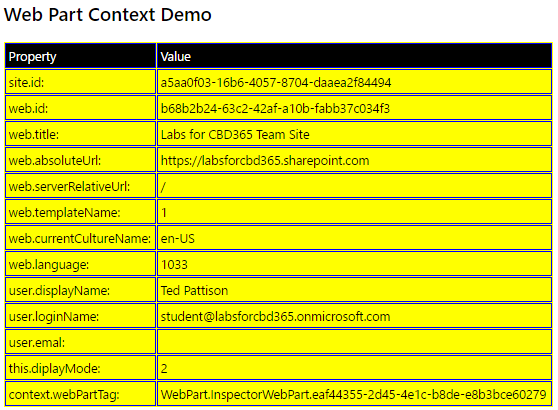 Web Part Context Demo
Property Value
site.id: a5aa0f03-16b6-4057-8704-daaea2f84494
web.id: b68b2b24-63c2-42af-a10b-fabb37c034f3
web.title: Labs for CBD365 Team Site
web.absoluteUrl: https://labsforcbd365.sharepoint.com
web.serverRelativeUrl: /
web.templateName: 1
web.currentCultureName: en-US
web.language: 1033
user.displayName: Ted Pattison
user.loginName: student@labsforcbd365.onmicrosoft.com
user.emal:
this.diplayMode: 2
context.webPartTag: WebPart.InspectorWebPart.eaf44355-2d45-4e1c-b8de-e8b3bce60279